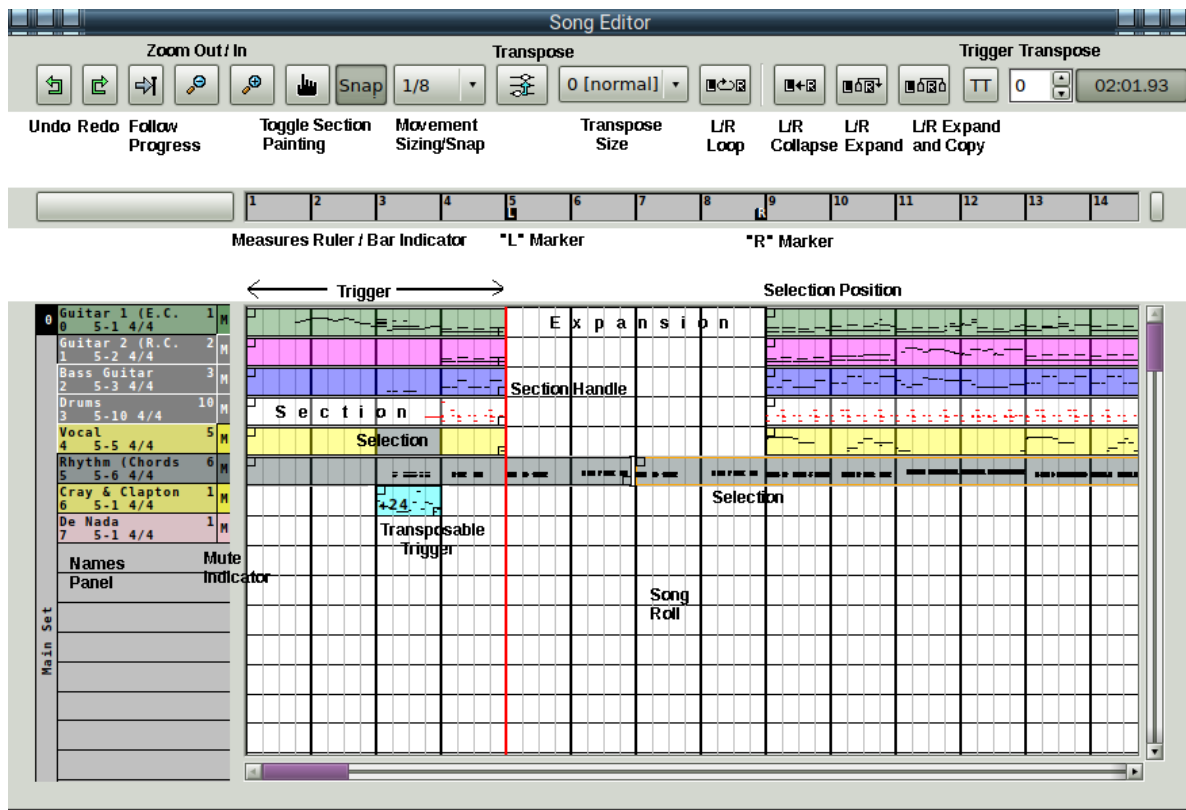 Song Editor
Zoom Out / In Transpose Trigger Transpose
Snap 1/8 0 [normal] TT 0 02:01.93
Undo Redo Follow Progress Toggle Section Painting Movement Sizing/Snap Transpose Size L/R Loop L/R Collapse L/R Expand L/R Expand and Copy
1 2 3 4 5 6 7 8 9 10 11 12 13 14
L R
Measures Ruler / Bar Indicator "L" Marker "R" Marker
Trigger Selection Position
0 Guitar 1 (E.C. 1 M
0 5-1 4/4
Expansion
Guitar 2 (R.C. 2 M
1 5-2 4/4
Bass Guitar 3 M
2 5-3 4/4
Section Handle
Drums 10 M
3 5-10 4/4
Section
Vocal 5 M
4 5-5 4/4
Selection
Rhythm (Chords 6 M
5 5-6 4/4
Cray & Clapton 1 M
6 5-1 4/4
+24
Selection
De Nada 1 M
7 5-1 4/4
Transposable
Trigger
Names
Panel
Mute
Indicator
Song
Roll
Main Set